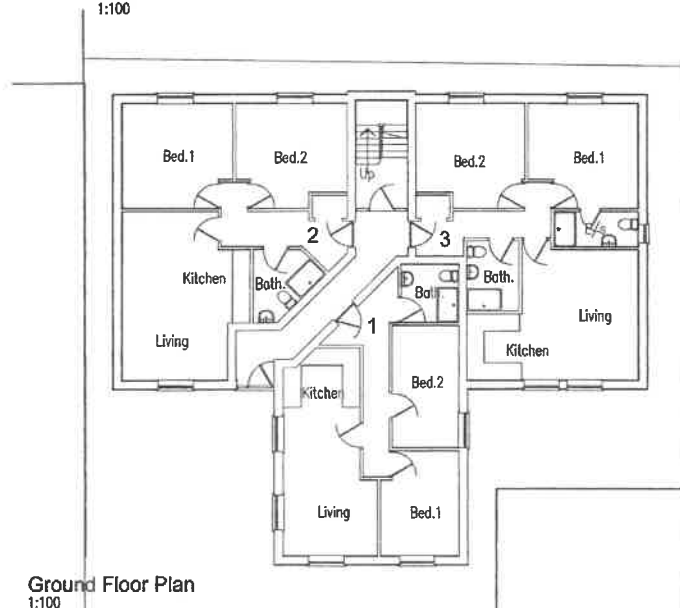 1:100
Bed.1
Bed.2
Up
Bed.2
Bed.1
2
3
E/s
Kitchen
Bath.
Bath.
Bath.
Living
1
Living
Kitchen
Kitchen
Bed.2
Living
Bed.1
Ground Floor Plan
1:100